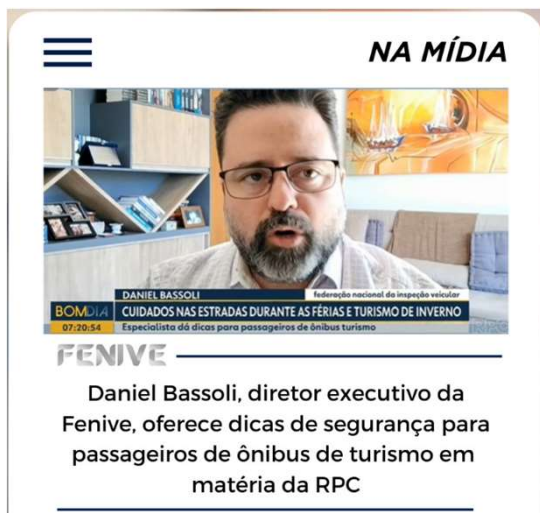 NA MÍDIA
DANIEL BASSOLI
federação nacional da inspeção veicular
BOMDIA
CUIDADOS NAS ESTRADAS DURANTE AS FÉRIAS E TURISMO DE INVERNO
07:20:54
Especialista dá dicas para passageiros de ônibus turismo
FENIVE
Daniel Bassoli, diretor executivo da
Fenive, oferece dicas de segurança para
passageiros de ônibus de turismo em
matéria da RPC